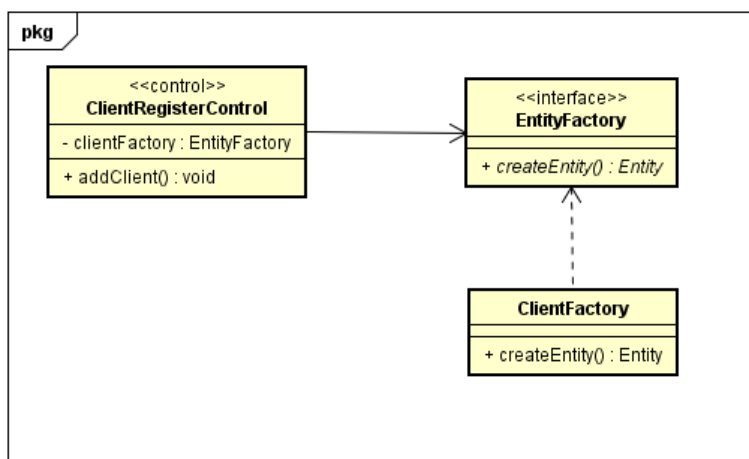 pkg
<<control>>
ClientRegisterControl
- clientFactory : EntityFactory
+ addClient() : void
<<interface>>
EntityFactory
+ createEntity() : Entity
ClientFactory
+ createEntity() : Entity